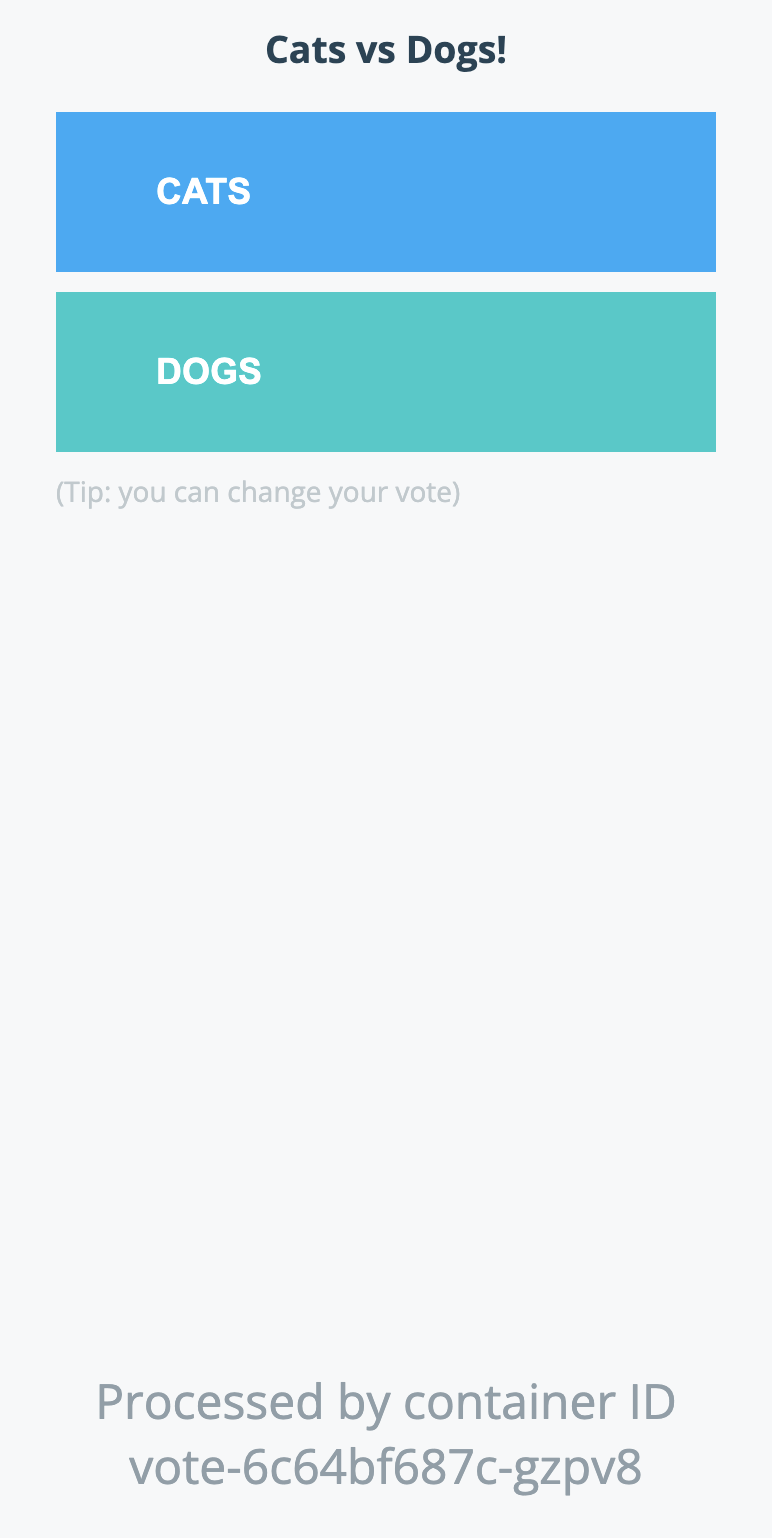 Cats vs Dogs!
CATS
DOGS
(Tip: you can change your vote)
Processed by container ID
vote-6c64bf687c-gzpv8